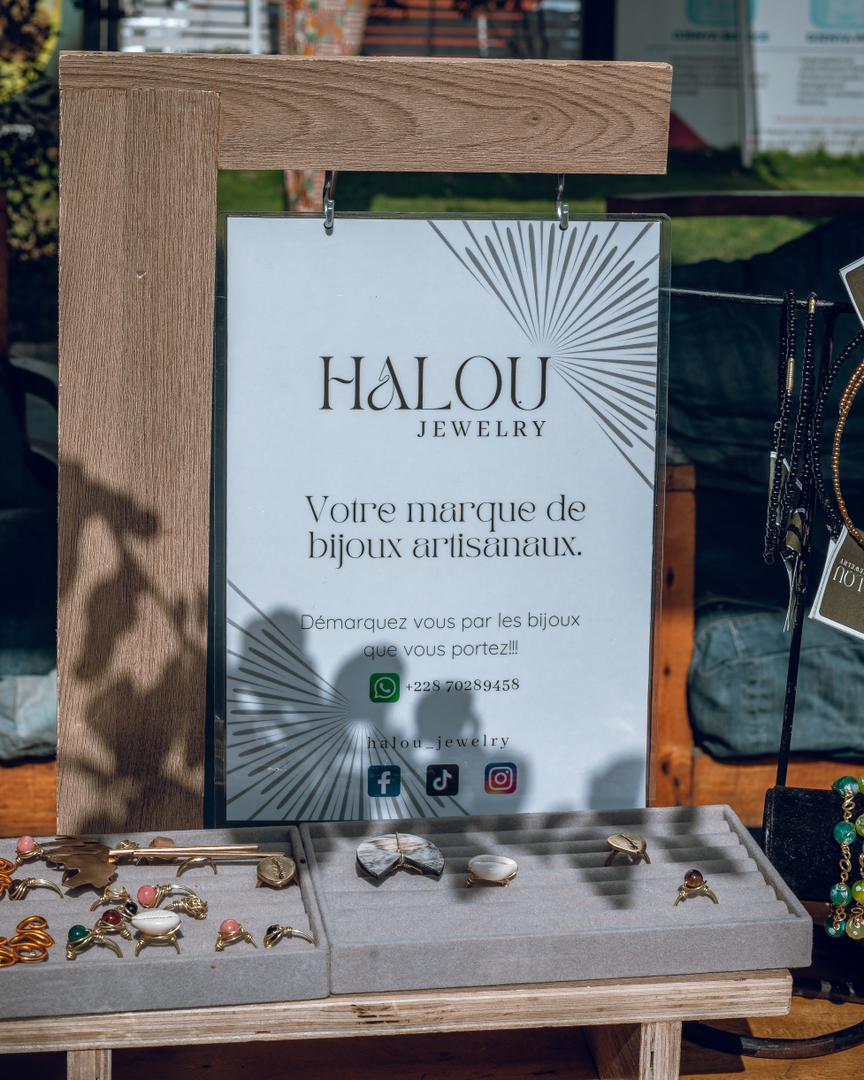 HALOU
JEWELRY
Votre marque de
bijoux artisanaux.
Démarquez vous par les bijoux
que vous portez!!!
+228 70289458
halou_jewelry